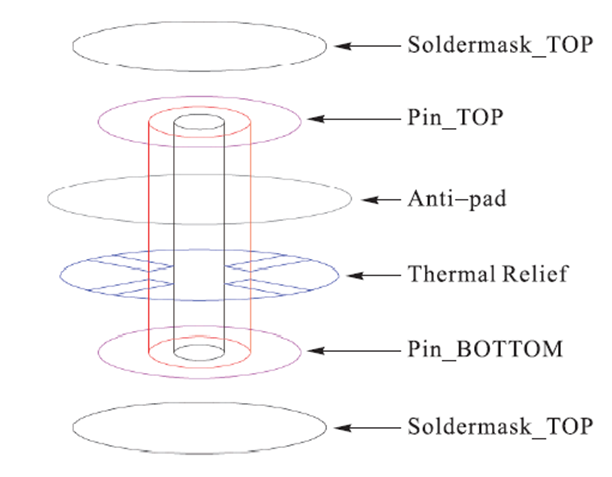 Soldermask_TOP
Pin_TOP
Anti-pad
Thermal Relief
Pin_BOTTOM
Soldermask_TOP